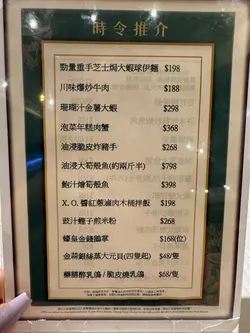 時令推介
勁量重手芝士焗大蝦球伊麵 $198
川味爆炒牛肉 $188
珊瑚汁金薯大蝦 $298
泡菜年糕肉蟹 $368
油浸脆皮炸豬手 $268
油浸大筍殼魚(約兩斤半) $798
鮑汁燴筍殼魚 $398
X.O.醬紅蔥滷肉木桶拌飯 $198
豉汁蟶子煎米粉 $268
蠔皇金錢鵝掌 $168(位)
金蒜銀絲蒸大元貝(四隻起) $48/隻
藥膳醉乳鴿/脆皮燒乳鴿 $68/隻